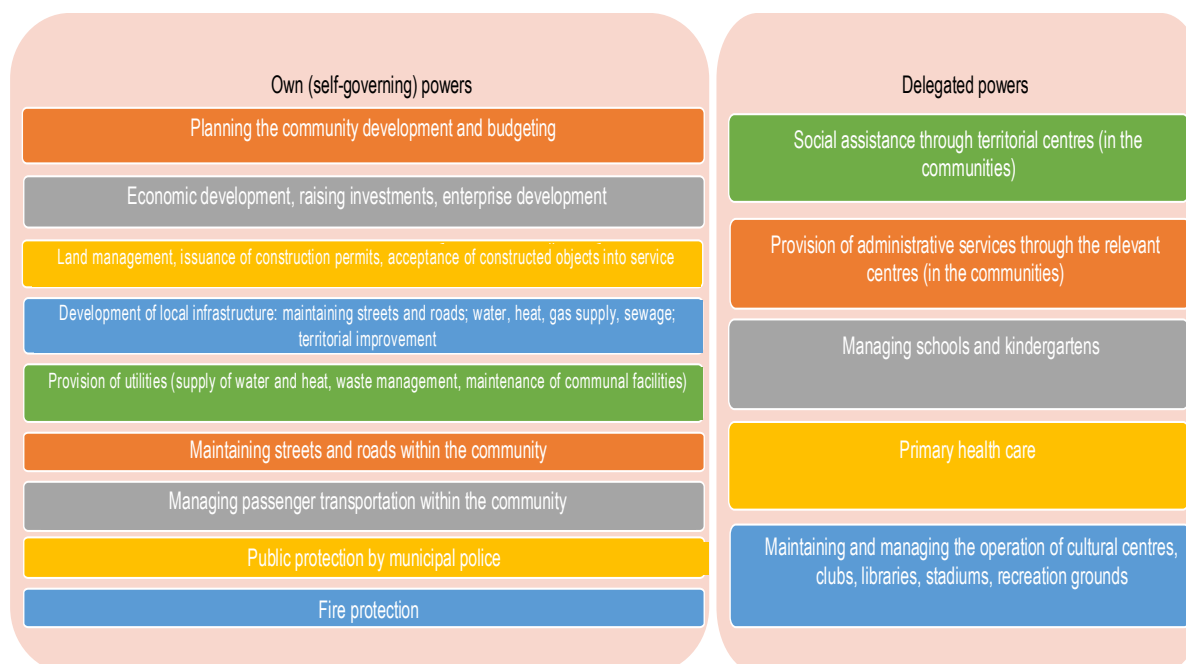 Own (self-governing) powers
Planning the community development and budgeting
Economic development, raising investments, enterprise development
Land management, issuance of construction permits, acceptance of constructed objects into service
Development of local infrastructure: maintaining streets and roads; water, heat, gas supply, sewage;
territorial improvement
Provision of utilities (supply of water and heat, waste management, maintenance of communal facilities)
Maintaining streets and roads within the community
Managing passenger transportation within the community
Public protection by municipal police
Fire protection
Delegated powers
Social assistance through territorial centres (in the
communities)
Provision of administrative services through the relevant
centres (in the communities)
Managing schools and kindergartens
Primary health care
Maintaining and managing the operation of cultural centres,
clubs, libraries, stadiums, recreation grounds